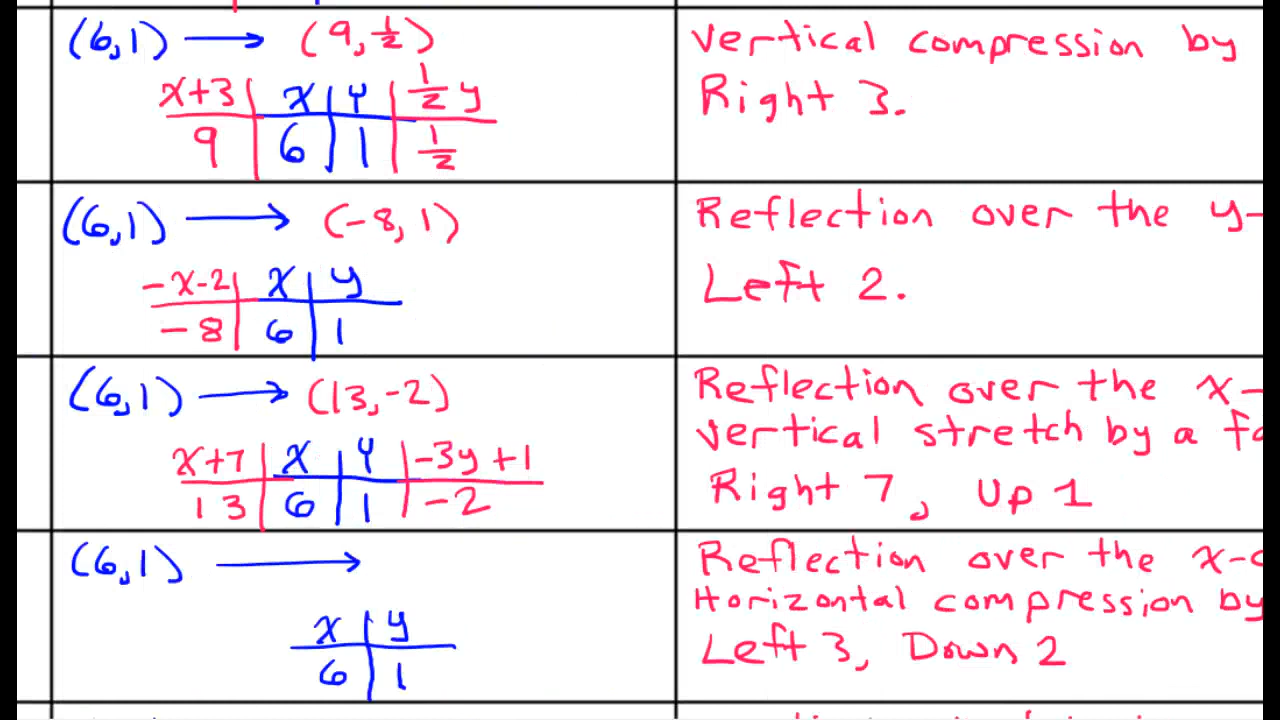 (6,1) → (9,½)
x+3 | x | y | ½y
9 | 6 | 1 | ½
Vertical compression by
Right 3.
(6,1) → (-8,1)
-x-2 | x | y
-8 | 6 | 1
Reflection over the y-
Left 2.
(6,1) → (13,-2)
x+7 | x | y | -3y+1
13 | 6 | 1 | -2
Reflection over the x-
vertical stretch by a fa
Right 7, Up 1
(6,1) →
x | y
6 | 1
Reflection over the x-a
Horizontal compression by
Left 3, Down 2